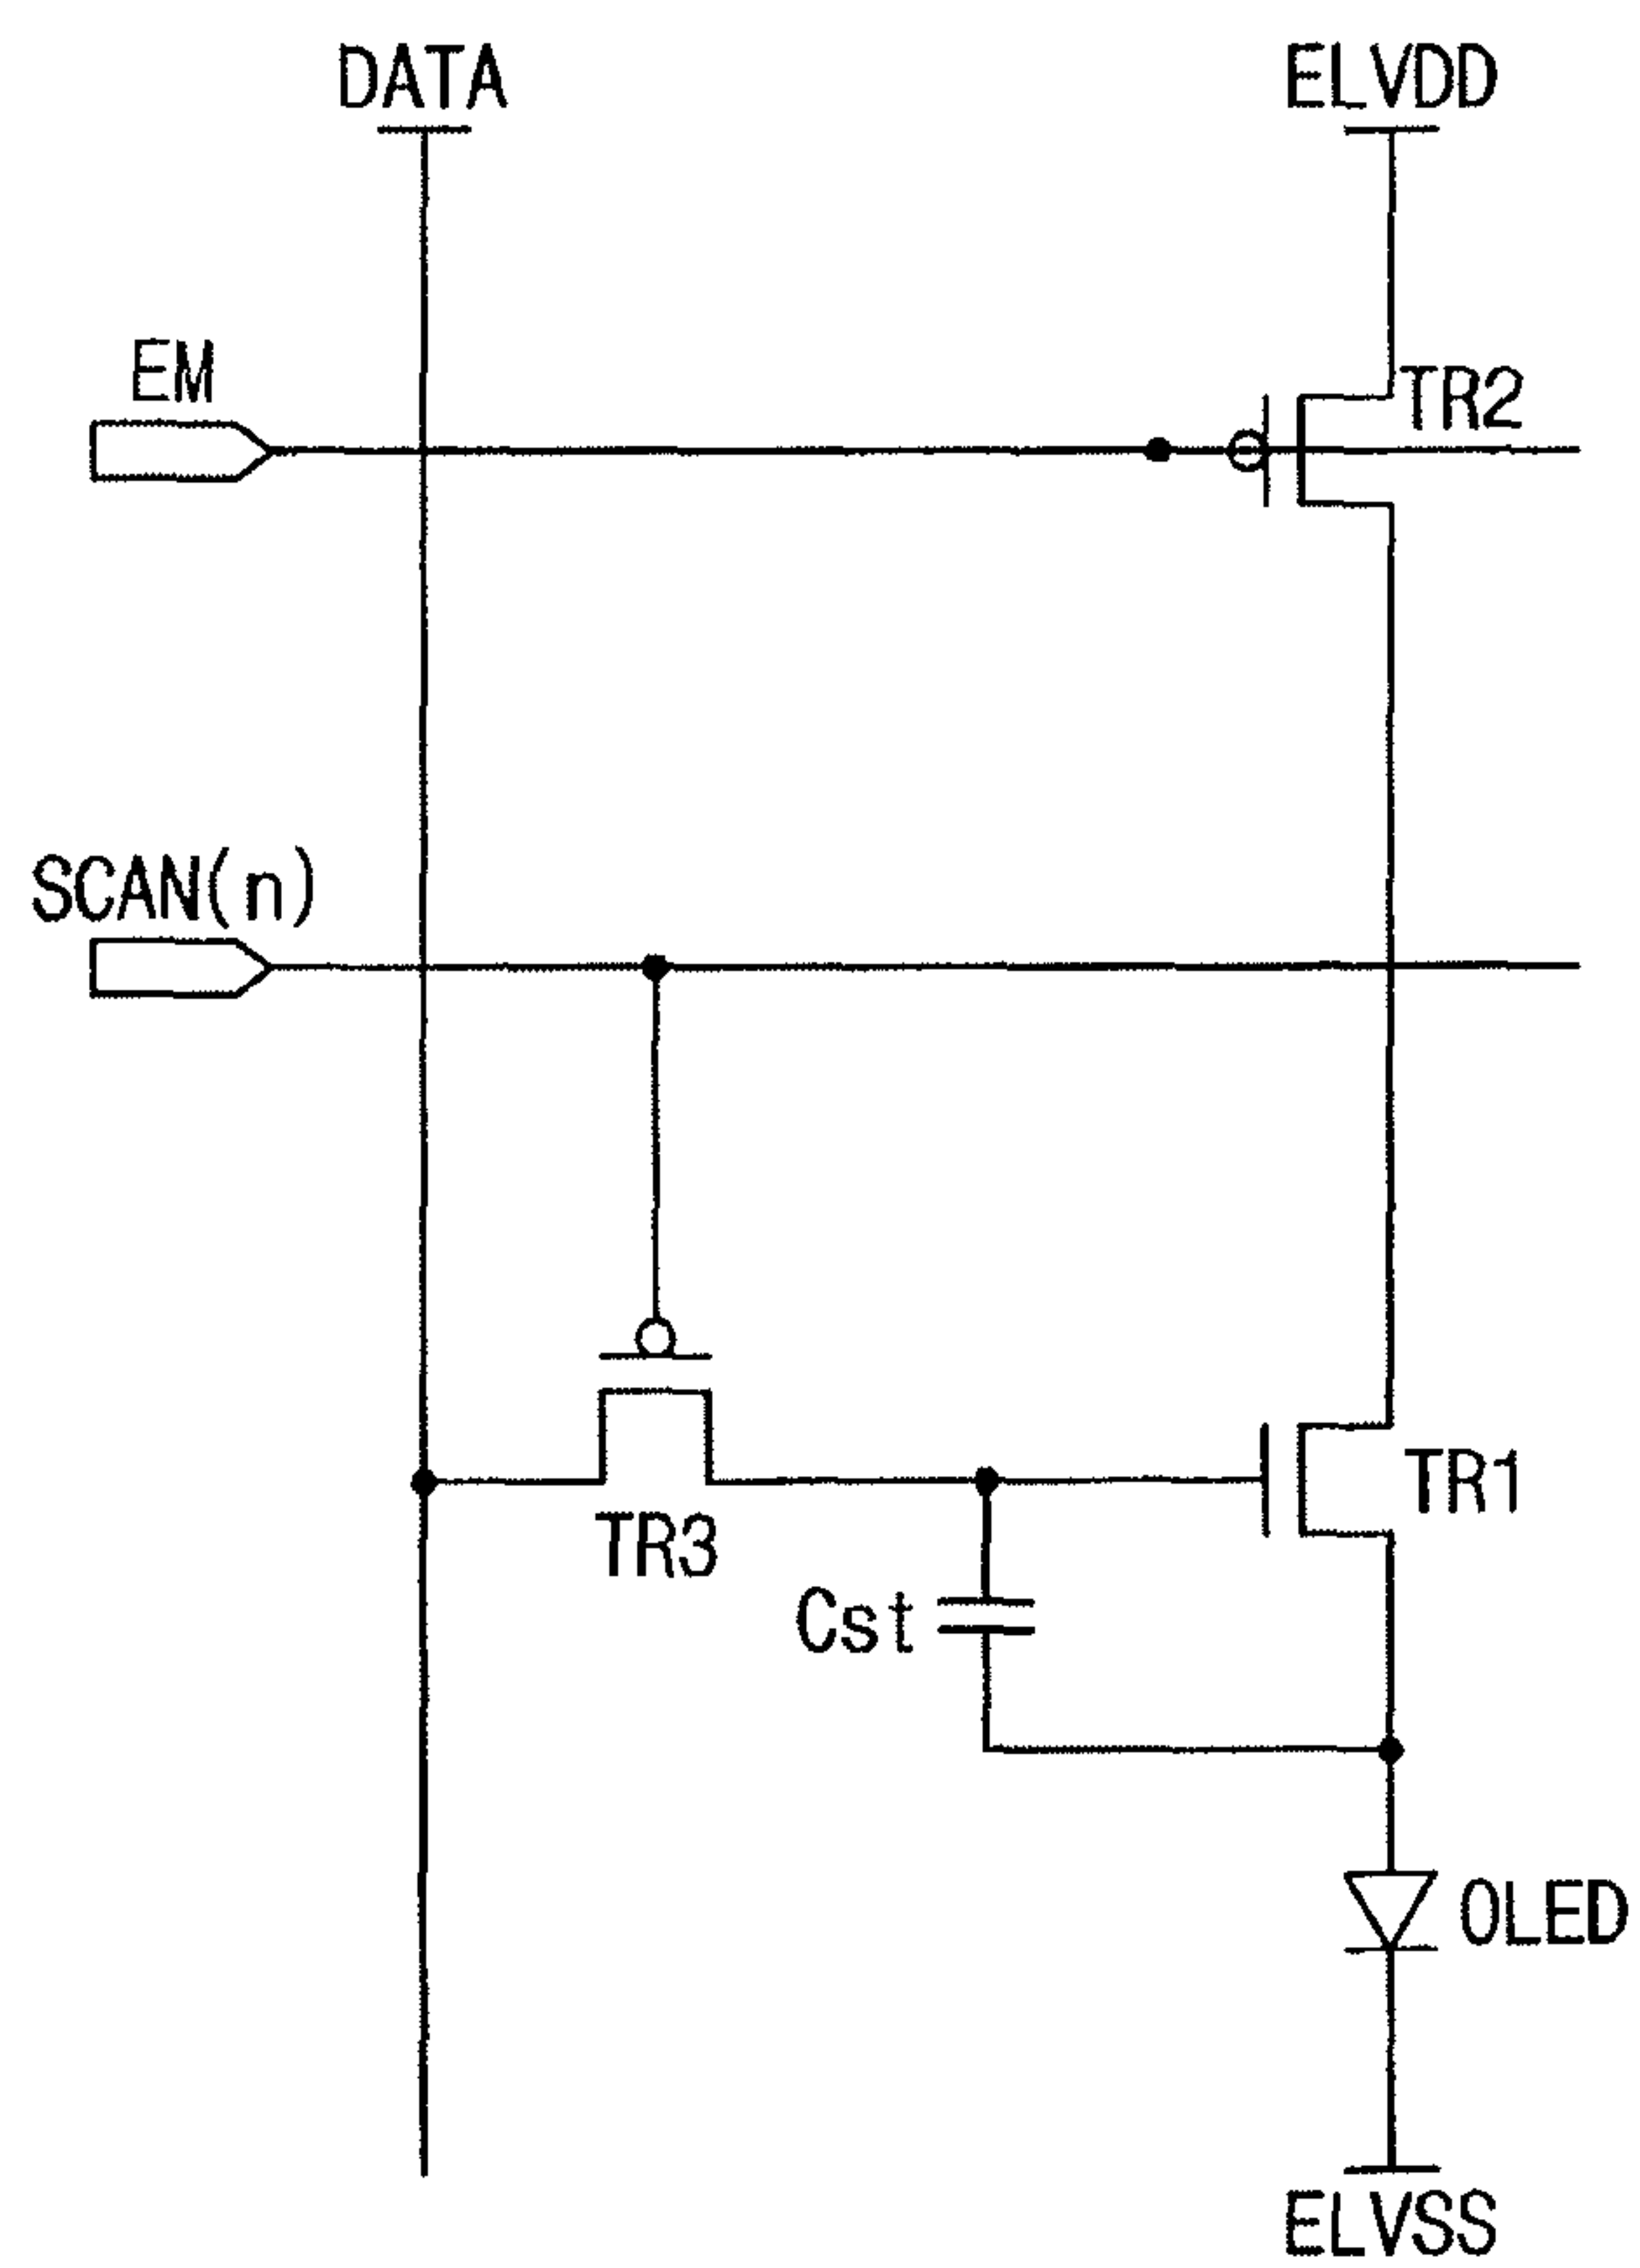 DATA
ELVDD
EM
TR2
SCAN(n)
TR1
TR3
Cst
OLED
ELVSS